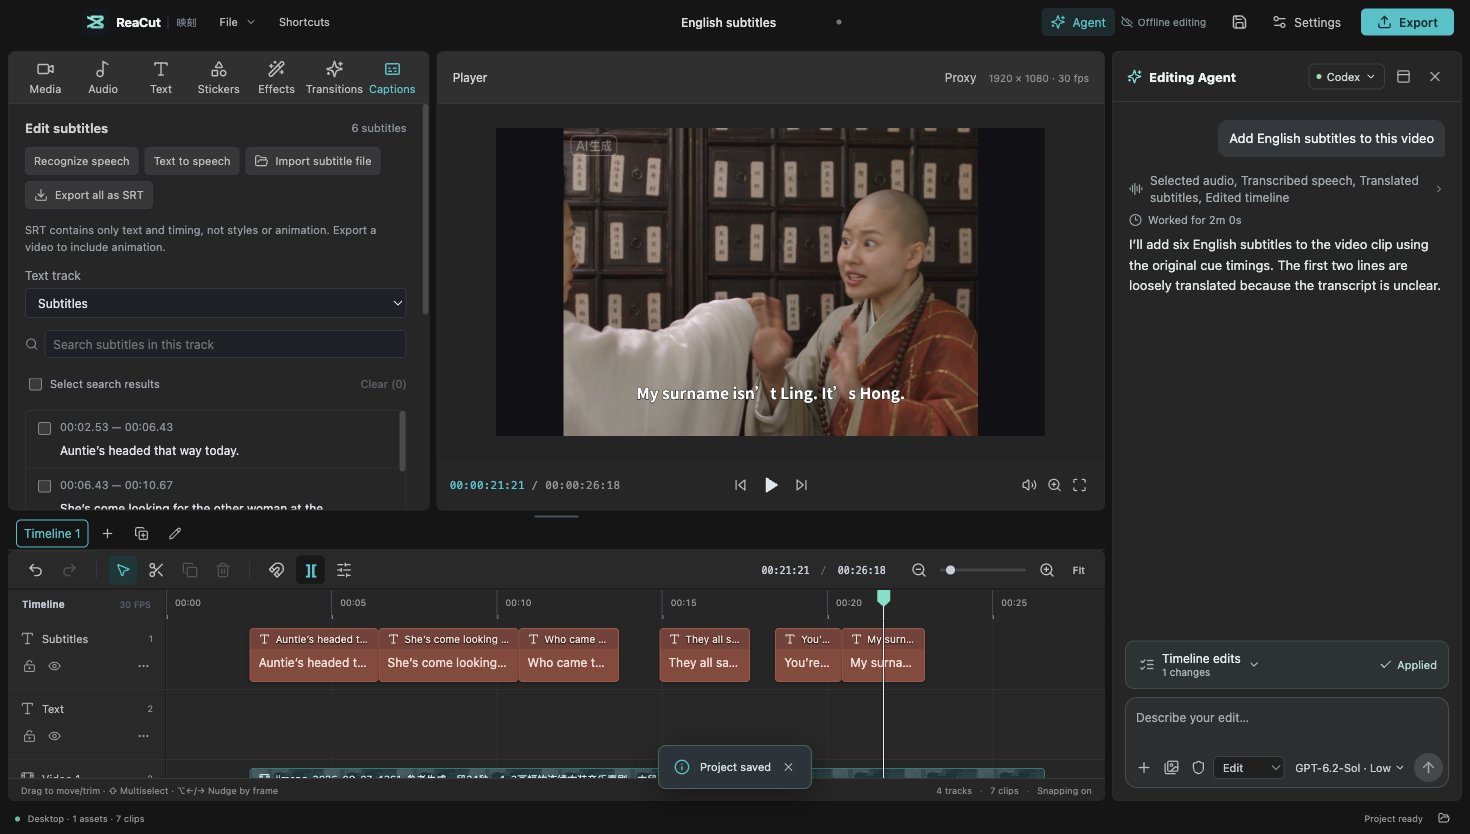 ReaCut
映刻
File
Shortcuts
English subtitles
Agent
Offline editing
Settings
Export
Media
Audio
Text
Stickers
Effects
Transitions
Captions
Edit subtitles
6 subtitles
Recognize speech
Text to speech
Import subtitle file
Export all as SRT
SRT contains only text and timing, not styles or animation. Export a
video to include animation.
Text track
Subtitles
Search subtitles in this track
Select search results
Clear (0)
00:02.53 — 00:06.43
Auntie's headed that way today.
00:06.43 — 00:10.67
She's come looking for the other woman at the
Player
Proxy
1920 × 1080 · 30 fps
AI生成
My surname isn’t Ling. It’s Hong.
00:00:21:21 / 00:00:26:18
Editing Agent
Codex
Add English subtitles to this video
Selected audio, Transcribed speech, Translated
subtitles, Edited timeline
Worked for 2m 0s
I'll add six English subtitles to the video clip using
the original cue timings. The first two lines are
loosely translated because the transcript is unclear.
Timeline edits
1 changes
Applied
Describe your edit...
Edit
GPT-6.2-Sol · Low
Timeline 1
00:21:21 / 00:26:18
Fit
Timeline
30 FPS
00:00
00:05
00:10
00:15
00:20
00:25
Subtitles
1
Auntie's headed t...
Auntie's headed t...
She's come looking ...
She's come looking...
Who came ...
Who came t...
They all s...
They all sa...
You'...
You're...
My surn...
My surna...
Text
2
Video 1
Project saved
Drag to move/trim · ⇧ Multiselect · ⌥←/→ Nudge by frame
4 tracks · 7 clips · Snapping on
Desktop · 1 assets · 7 clips
Project ready